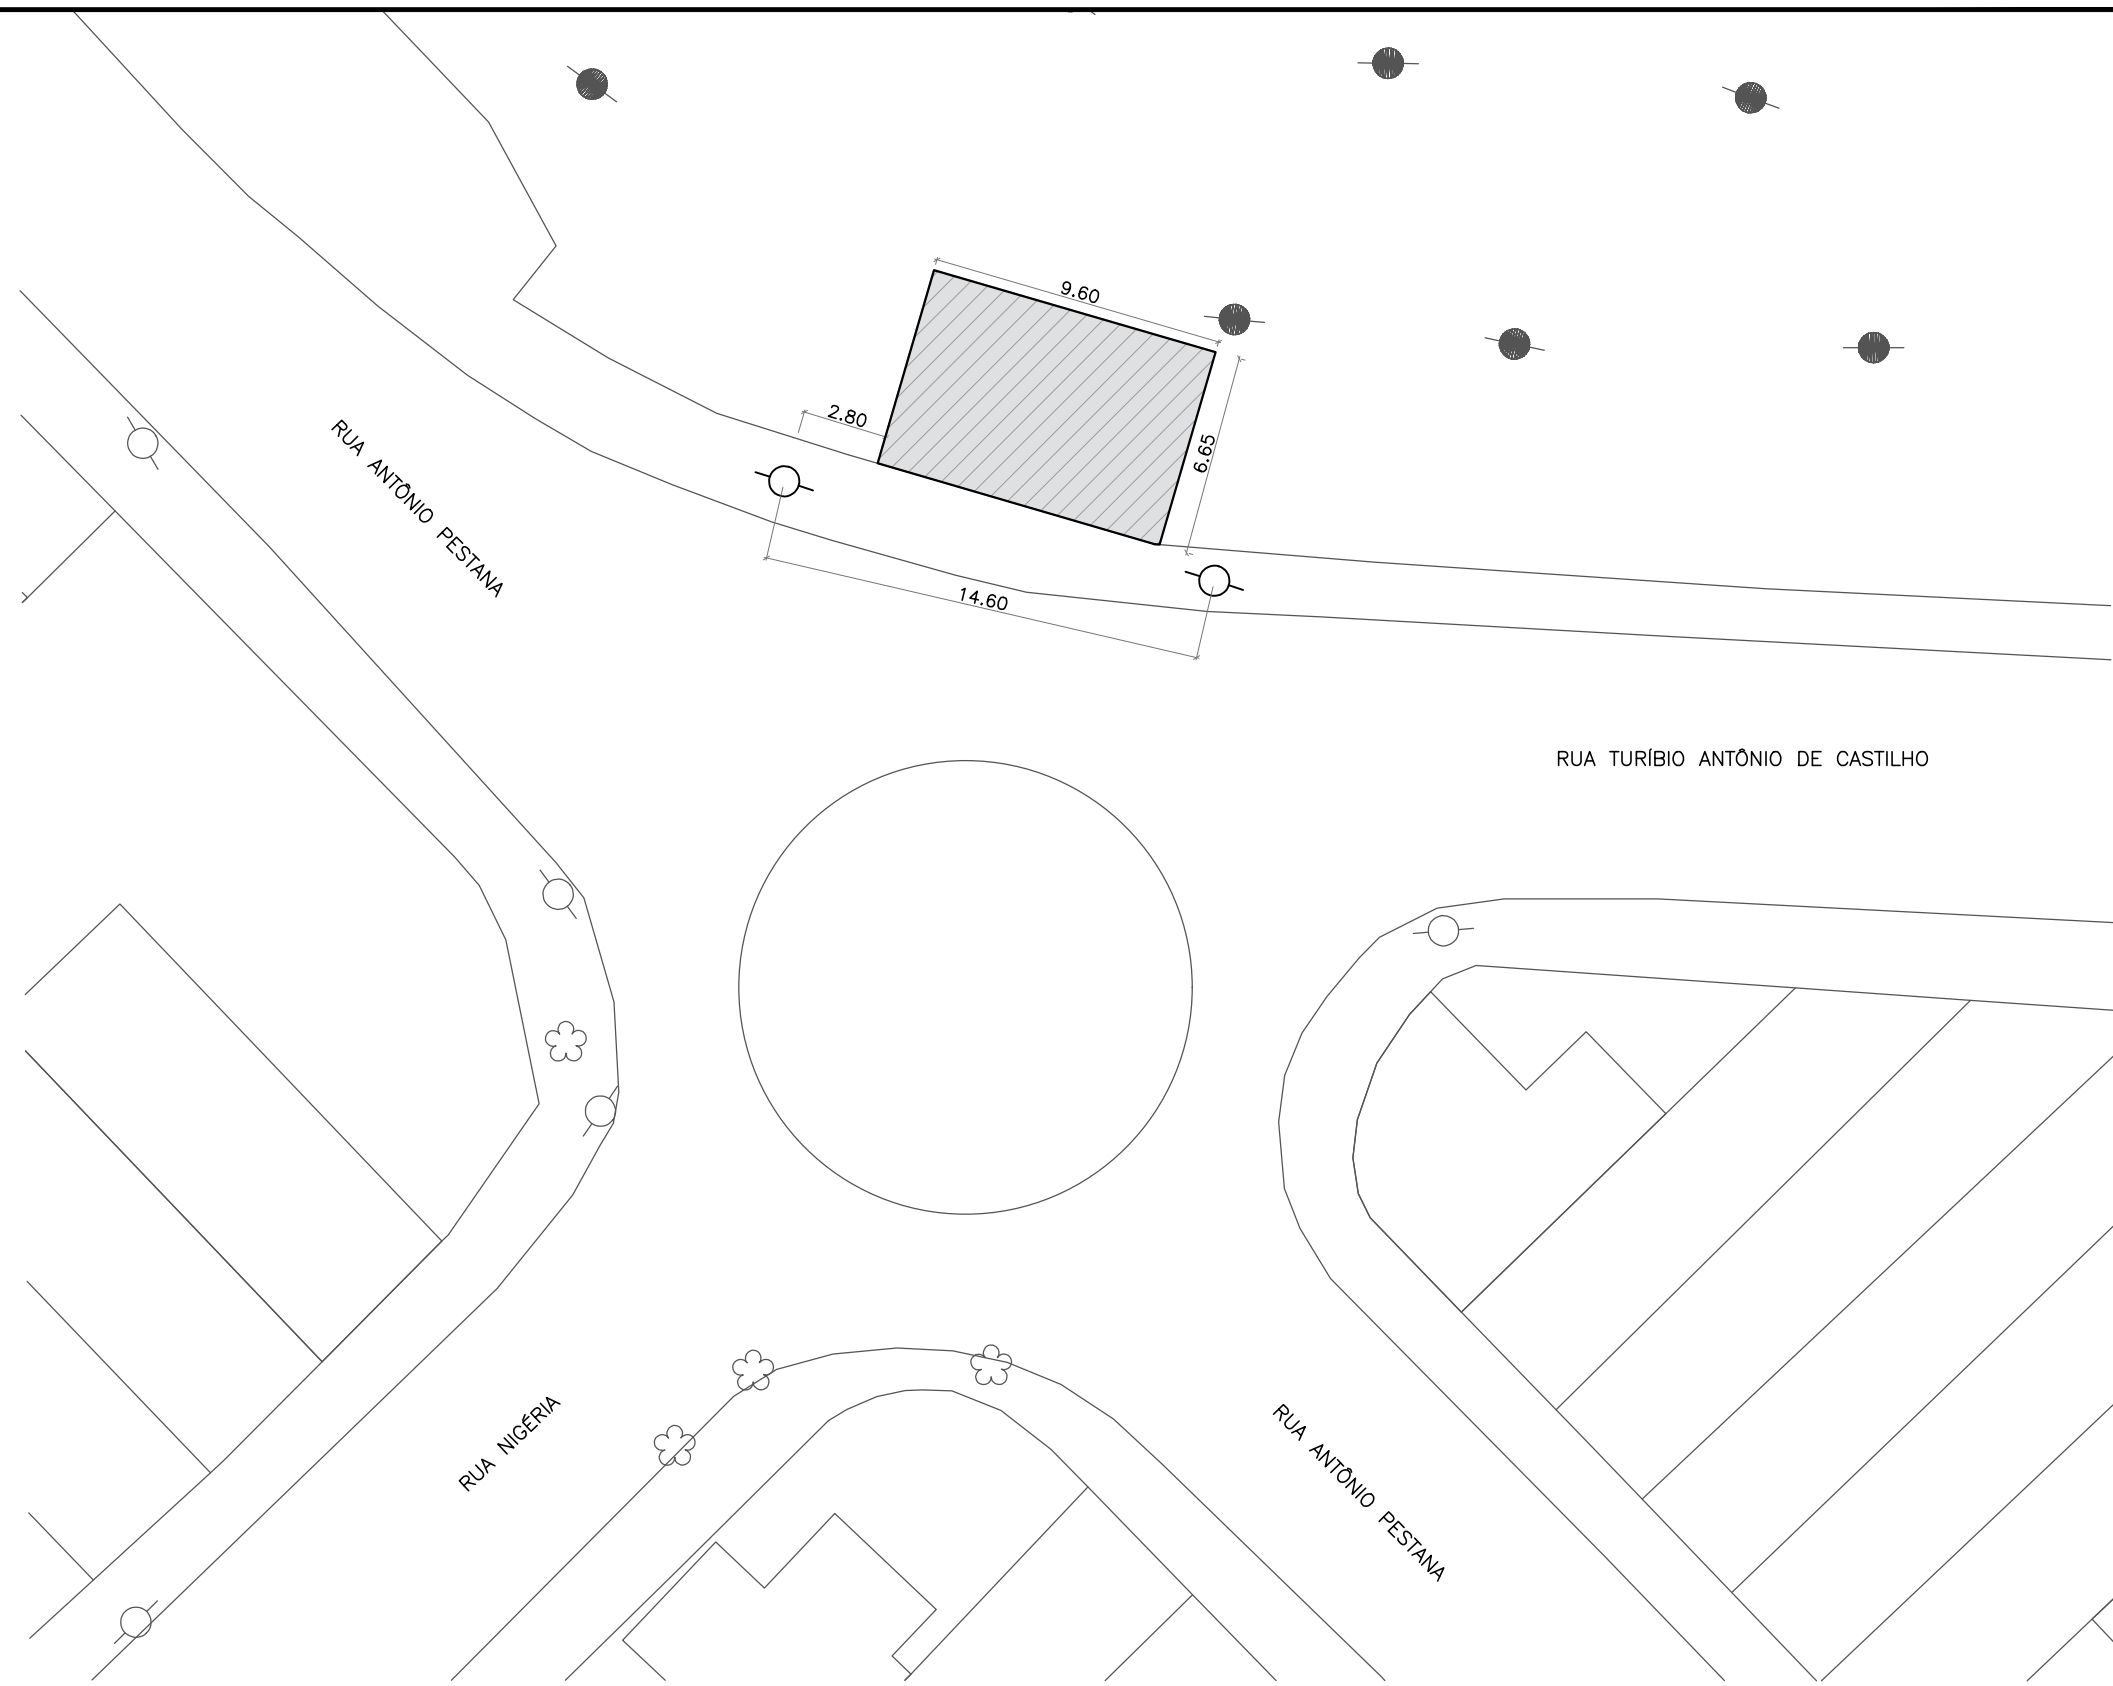 9.60
2.80
6.65
RUA ANTÔNIO PESTANA
14.60
RUA TURÍBIO ANTÔNIO DE CASTILHO
RUA NIGÉRIA
RUA ANTÔNIO PESTANA